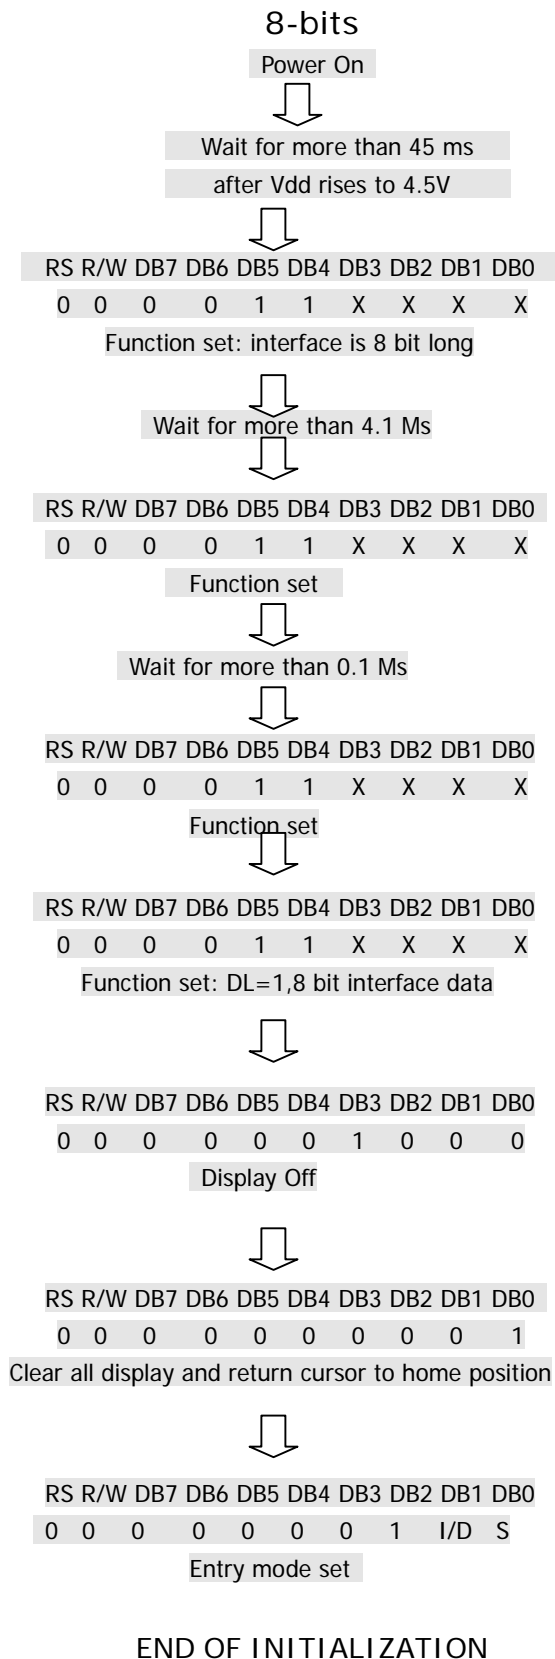 8-bits
Power On
Wait for more than 45 ms
after Vdd rises to 4.5V
RS R/W DB7 DB6 DB5 DB4 DB3 DB2 DB1 DB0
0 0 0 0 1 1 X X X X
Function set: interface is 8 bit long
Wait for more than 4.1 Ms
RS R/W DB7 DB6 DB5 DB4 DB3 DB2 DB1 DB0
0 0 0 0 1 1 X X X X
Function set
Wait for more than 0.1 Ms
RS R/W DB7 DB6 DB5 DB4 DB3 DB2 DB1 DB0
0 0 0 0 1 1 X X X X
Function set
RS R/W DB7 DB6 DB5 DB4 DB3 DB2 DB1 DB0
0 0 0 0 1 1 X X X X
Function set: DL=1,8 bit interface data
RS R/W DB7 DB6 DB5 DB4 DB3 DB2 DB1 DB0
0 0 0 0 0 0 1 0 0 0
Display Off
RS R/W DB7 DB6 DB5 DB4 DB3 DB2 DB1 DB0
0 0 0 0 0 0 0 0 0 1
Clear all display and return cursor to home position
RS R/W DB7 DB6 DB5 DB4 DB3 DB2 DB1 DB0
0 0 0 0 0 0 0 1 I/D S
Entry mode set
END OF INITIALIZATION